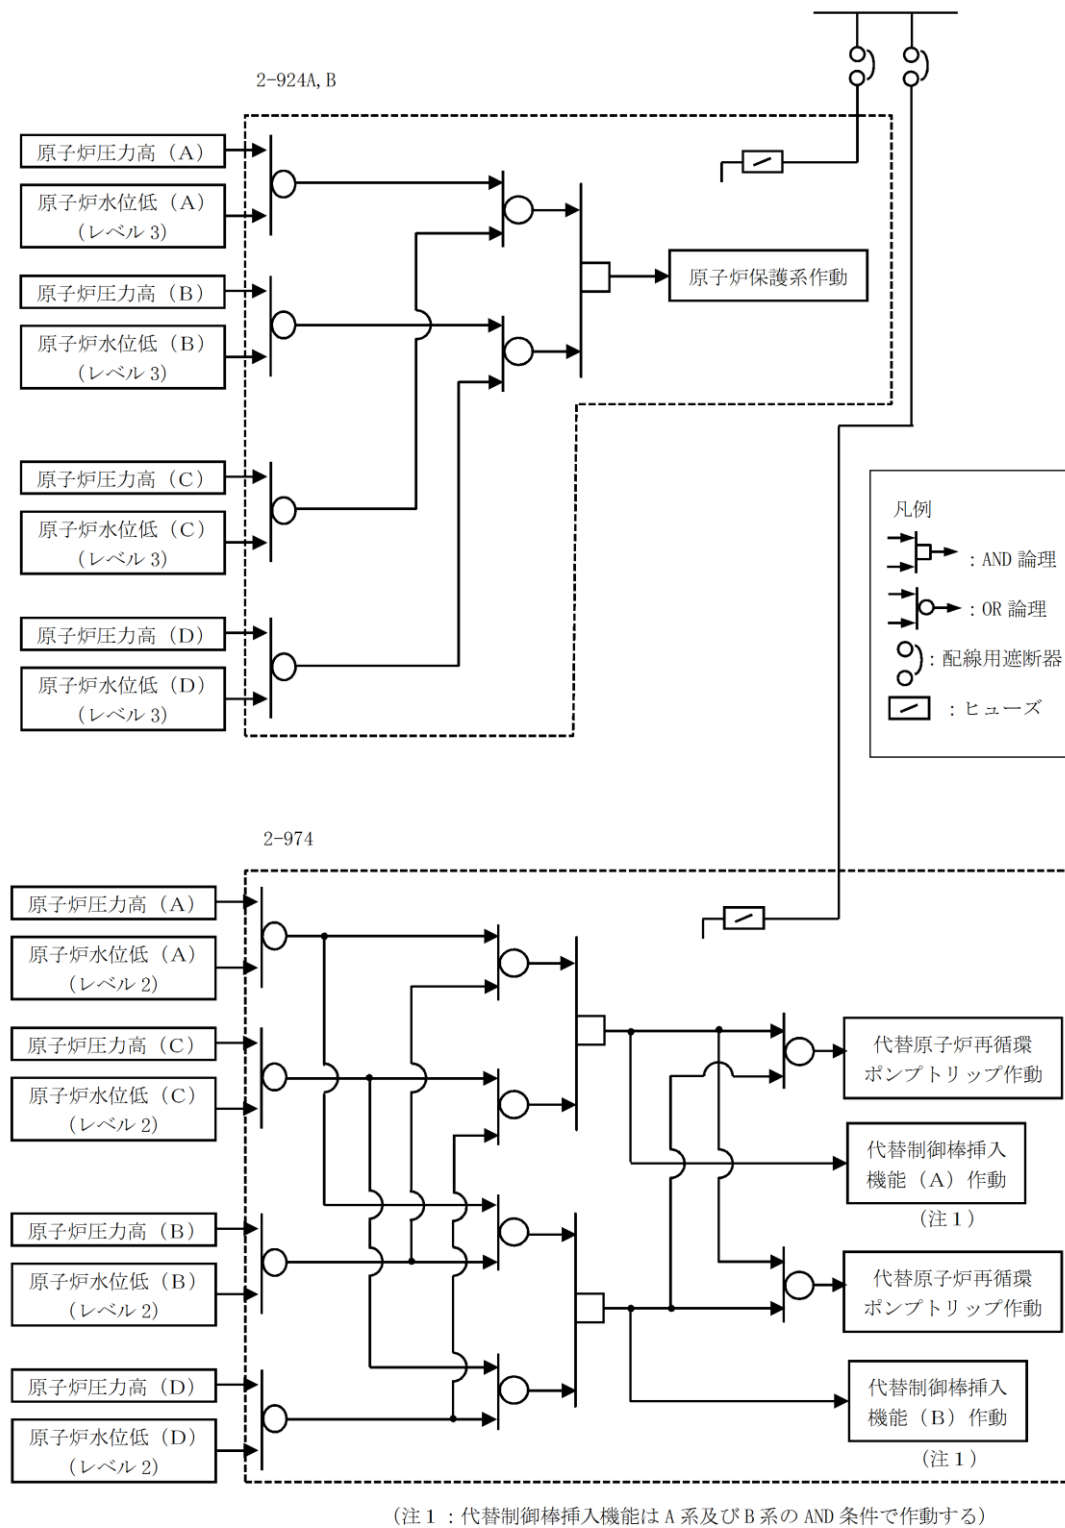 2-924A,B
原子炉圧力高（A）
原子炉水位低（A）
（レベル3）
原子炉圧力高（B）
原子炉水位低（B）
（レベル3）
原子炉保護系作動
原子炉圧力高（C）
原子炉水位低（C）
（レベル3）
原子炉圧力高（D）
原子炉水位低（D）
（レベル3）
凡例
：AND 論理
：OR 論理
：配線用遮断器
：ヒューズ
2-974
原子炉圧力高（A）
原子炉水位低（A）
（レベル2）
原子炉圧力高（C）
原子炉水位低（C）
（レベル2）
原子炉圧力高（B）
原子炉水位低（B）
（レベル2）
原子炉圧力高（D）
原子炉水位低（D）
（レベル2）
代替原子炉再循環
ポンプトリップ作動
代替制御棒挿入
機能（A）作動
（注１）
代替原子炉再循環
ポンプトリップ作動
代替制御棒挿入
機能（B）作動
（注１）
（注１：代替制御棒挿入機能は A 系及び B 系の AND 条件で作動する）